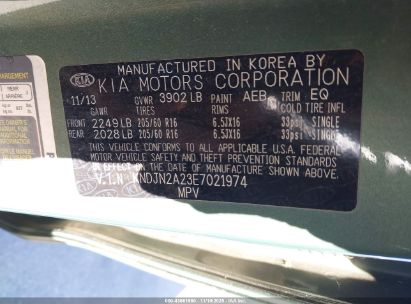 MANUFACTURED IN KOREA BY
KIA KIA MOTORS CORPORATION
11/13 GVWR 3902 LB PAINT AEB TRIM EQ
GAWR TIRES RIMS COLD TIRE INFL
FRONT 2249 LB 205/60 R16 6.5JX16 33psi SINGLE
REAR 2028 LB 205/60 R16 6.5JX16 33psi SINGLE
THIS VEHICLE CONFORMS TO ALL APPLICABLE U.S. FEDERAL
MOTOR VEHICLE SAFETY BUMPER, AND THEFT PREVENTION
STANDARDS IN EFFECT ON THE DATE OF MANUFACTURE SHOWN ABOVE.
V.I.N: KNDJN2A23E7021974
MPV